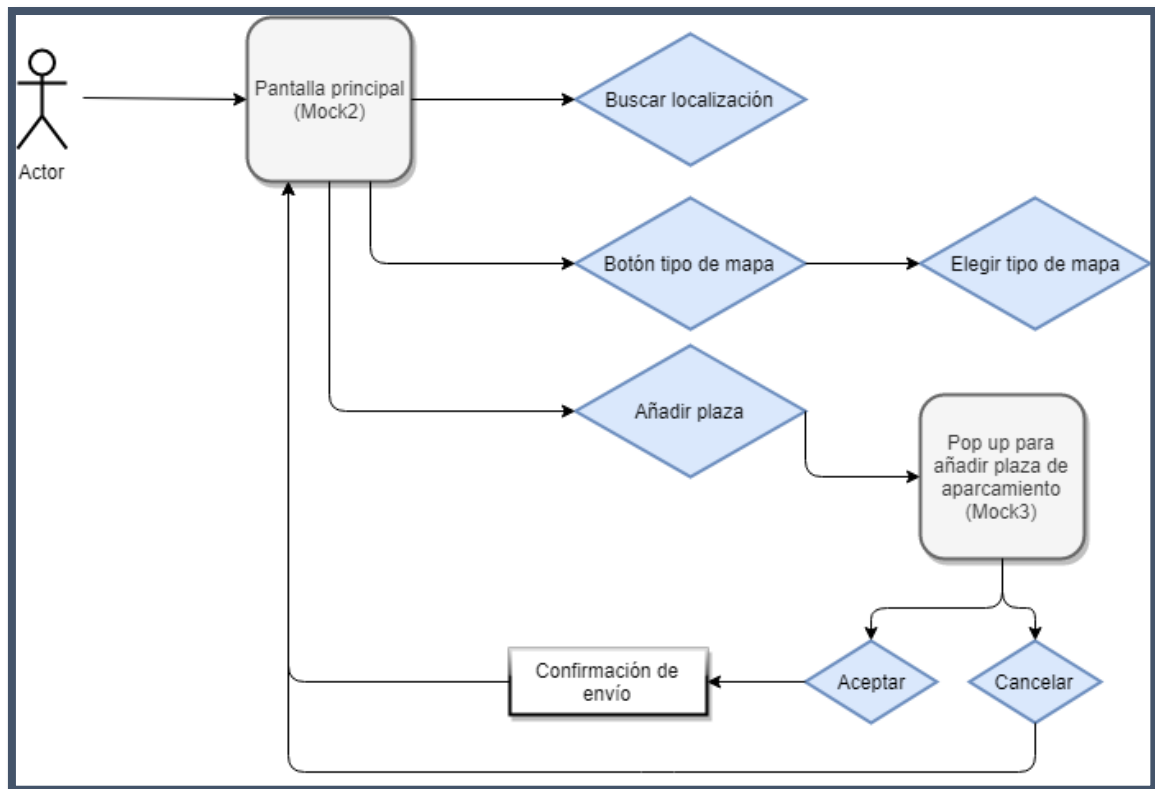 Pantalla principal
(Mock2)
Buscar localización
Actor
Botón tipo de mapa
Elegir tipo de mapa
Añadir plaza
Pop up para
añadir plaza de
aparcamiento
(Mock3)
Confirmación de
envío
Aceptar
Cancelar